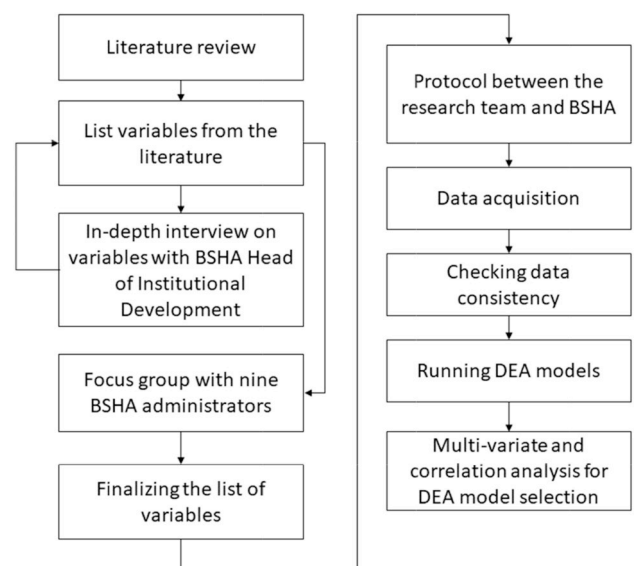 Literature review
List variables from the
literature
In-depth interview on
variables with BSHA Head
of Institutional
Development
Focus group with nine
BSHA administrators
Finalizing the list of
variables
Protocol between the
research team and BSHA
Data acquisition
Checking data
consistency
Running DEA models
Multi-variate and
correlation analysis for
DEA model selection